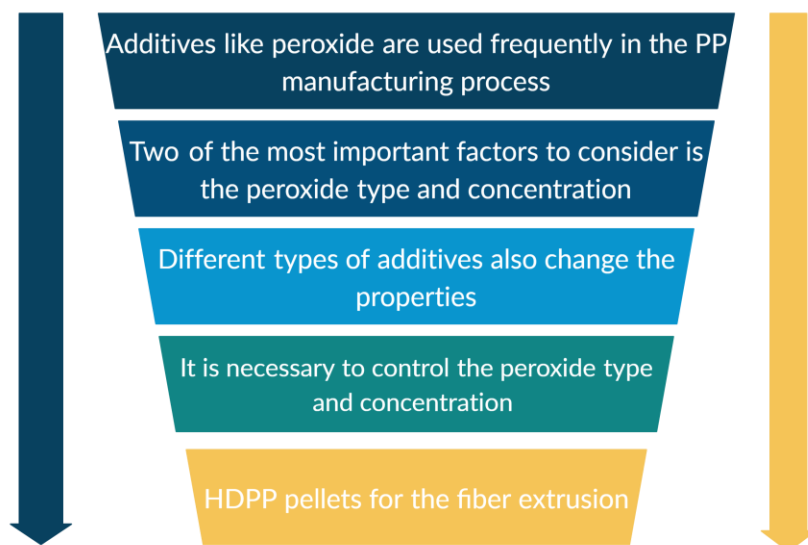 Additives like peroxide are used frequently in the PP
manufacturing process
Two of the most important factors to consider is
the peroxide type and concentration
Different types of additives also change the
properties
It is necessary to control the peroxide type
and concentration
HDPP pellets for the fiber extrusion